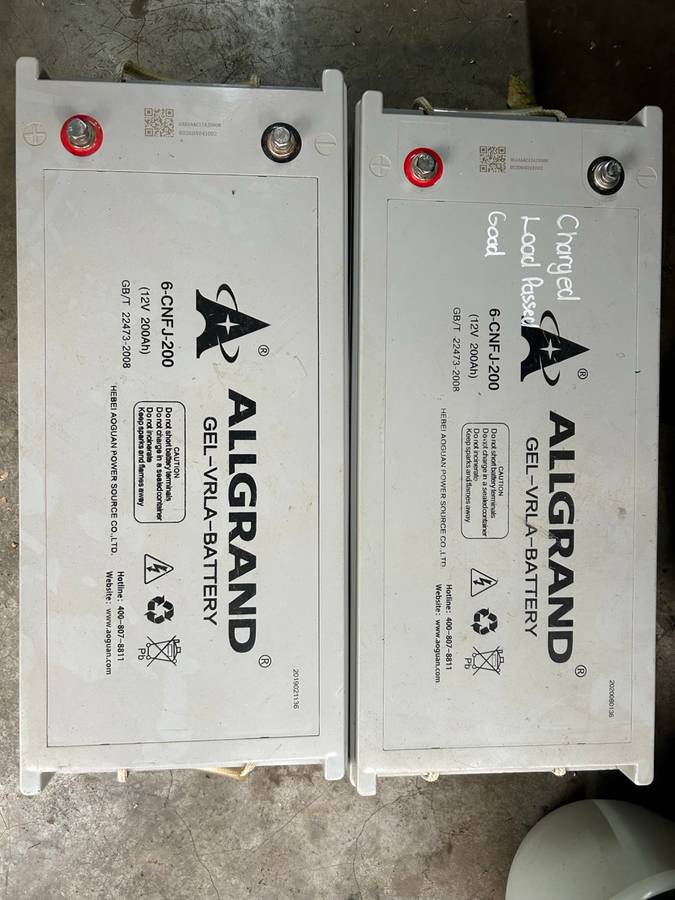 ALLGRAND®
®
GEL-VRLA-BATTERY
6-CNFJ-200
(12V 200Ah)
GB/T 22473-2008
CAUTION
Do not short battery terminals
Do not charge in a sealed container
Do not incinerate
Keep sparks and flames away
HEBEI AOGUAN POWER SOURCE CO.,LTD.
Pb
Hotline: 400-807-8811
Website: www.aoguan.com
2019021136
Charged
Load Passed
Good
ALLGRAND®
®
GEL-VRLA-BATTERY
6-CNFJ-200
(12V 200Ah)
GB/T 22473-2008
CAUTION
Do not short battery terminals
Do not charge in a sealed container
Do not incinerate
Keep sparks and flames away
HEBEI AOGUAN POWER SOURCE CO.,LTD.
Pb
Hotline: 400-807-8811
Website: www.aoguan.com
2020080136